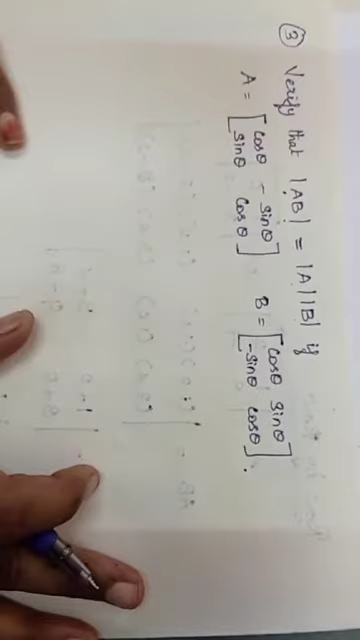 ③ Verify that |AB| = |A||B| if
A = [cosθ -sinθ B = [cosθ sinθ
sinθ cosθ] -sinθ cosθ].